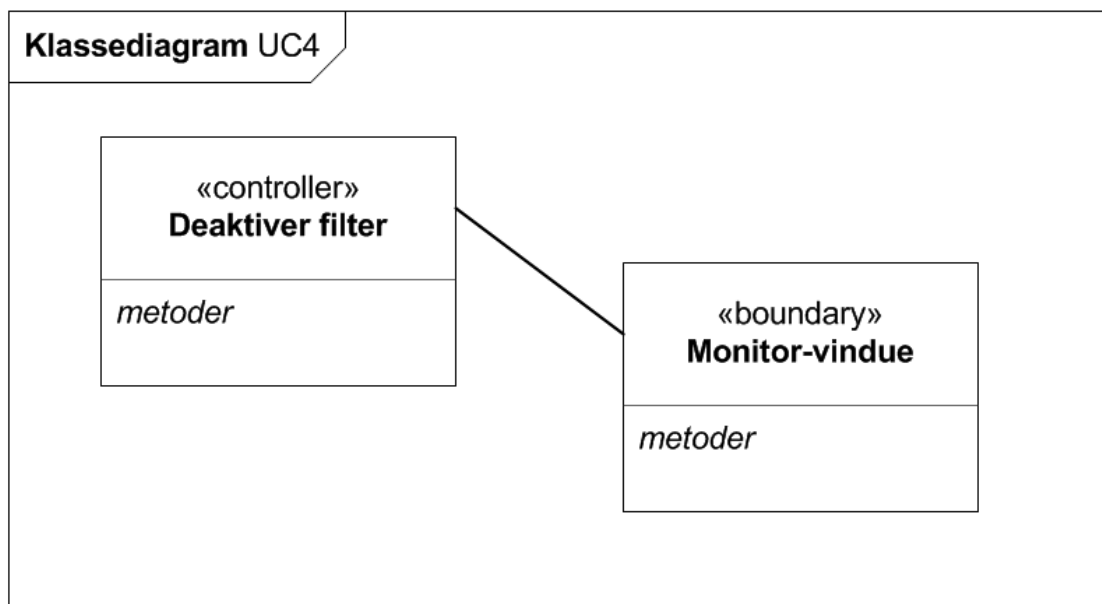 Klassediagram UC4
«controller»
Deaktiver filter
metoder
«boundary»
Monitor-vindue
metoder